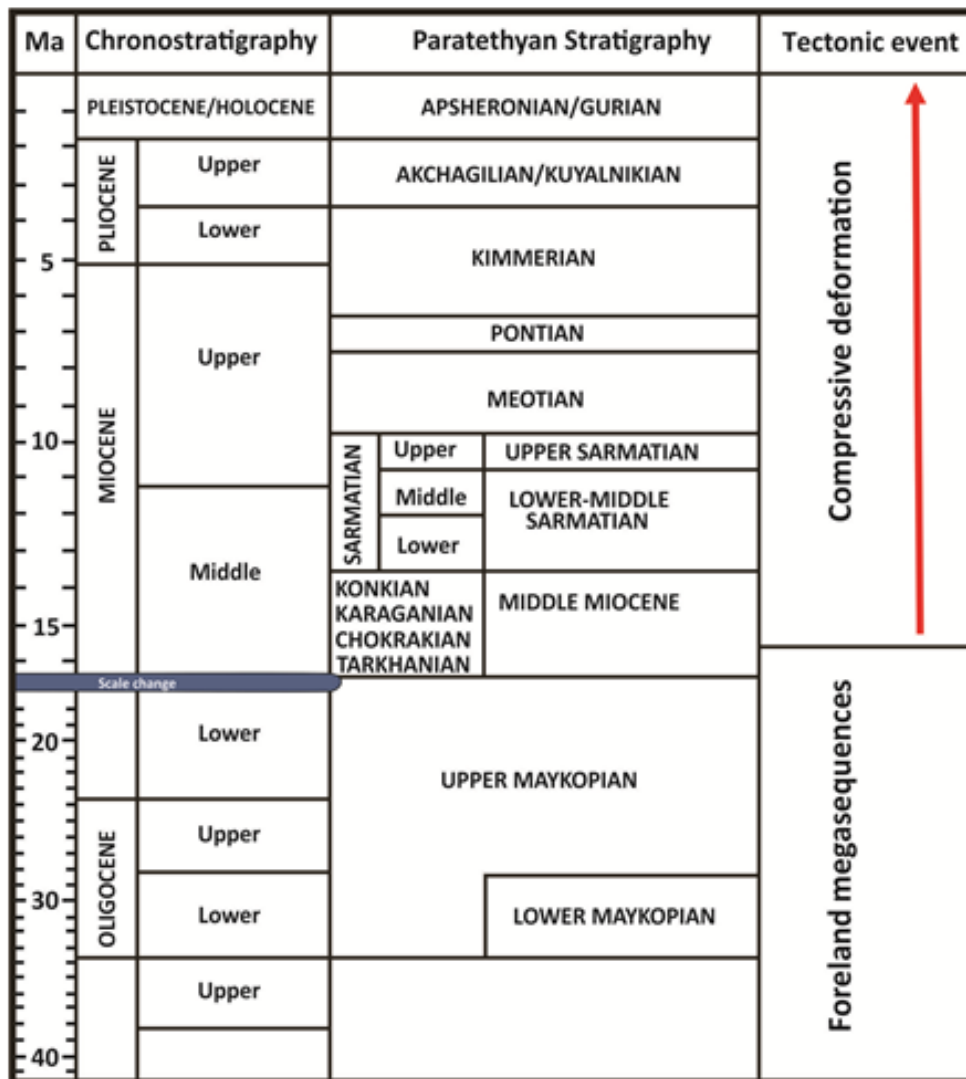 Ma
Chronostratigraphy
Paratethyan Stratigraphy
Tectonic event
PLEISTOCENE/HOLOCENE
APSHERONIAN/GURIAN
PLIOCENE
Upper
AKCHAGILIAN/KUYALNIKIAN
Lower
5
KIMMERIAN
MIOCENE
Upper
PONTIAN
MEOTIAN
10
SARMATIAN
Upper
UPPER SARMATIAN
Middle
LOWER-MIDDLE
SARMATIAN
Lower
Middle
KONKIAN
KARAGANIAN
CHOKRAKIAN
TARKHANIAN
MIDDLE MIOCENE
15
Compressive deformation
Scale change
Lower
20
UPPER MAYKOPIAN
OLIGOCENE
Upper
30
Lower
LOWER MAYKOPIAN
Upper
40
Foreland megasequences